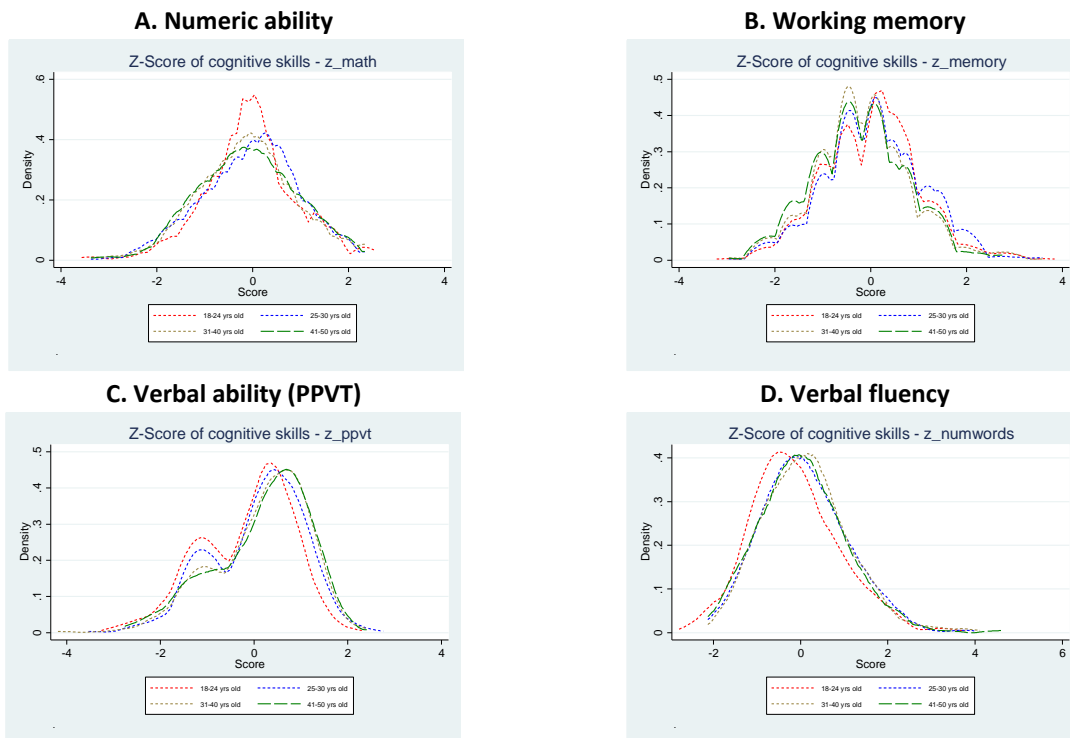 A. Numeric ability
Z-Score of cognitive skills - z_math
Density
0 .2 .4 .6
-4 -2 0 2 4
Score
18-24 yrs old 25-30 yrs old
31-40 yrs old 41-50 yrs old
.
B. Working memory
Z-Score of cognitive skills - z_memory
Density
0 .1 .2 .3 .4 .5
-4 -2 0 2 4
Score
18-24 yrs old 25-30 yrs old
31-40 yrs old 41-50 yrs old
.
C. Verbal ability (PPVT)
Z-Score of cognitive skills - z_ppvt
Density
0 .1 .2 .3 .4 .5
-4 -2 0 2 4
Score
18-24 yrs old 25-30 yrs old
31-40 yrs old 41-50 yrs old
.
D. Verbal fluency
Z-Score of cognitive skills - z_numwords
Density
0 .1 .2 .3 .4
-2 0 2 4 6
Score
18-24 yrs old 25-30 yrs old
31-40 yrs old 41-50 yrs old
.